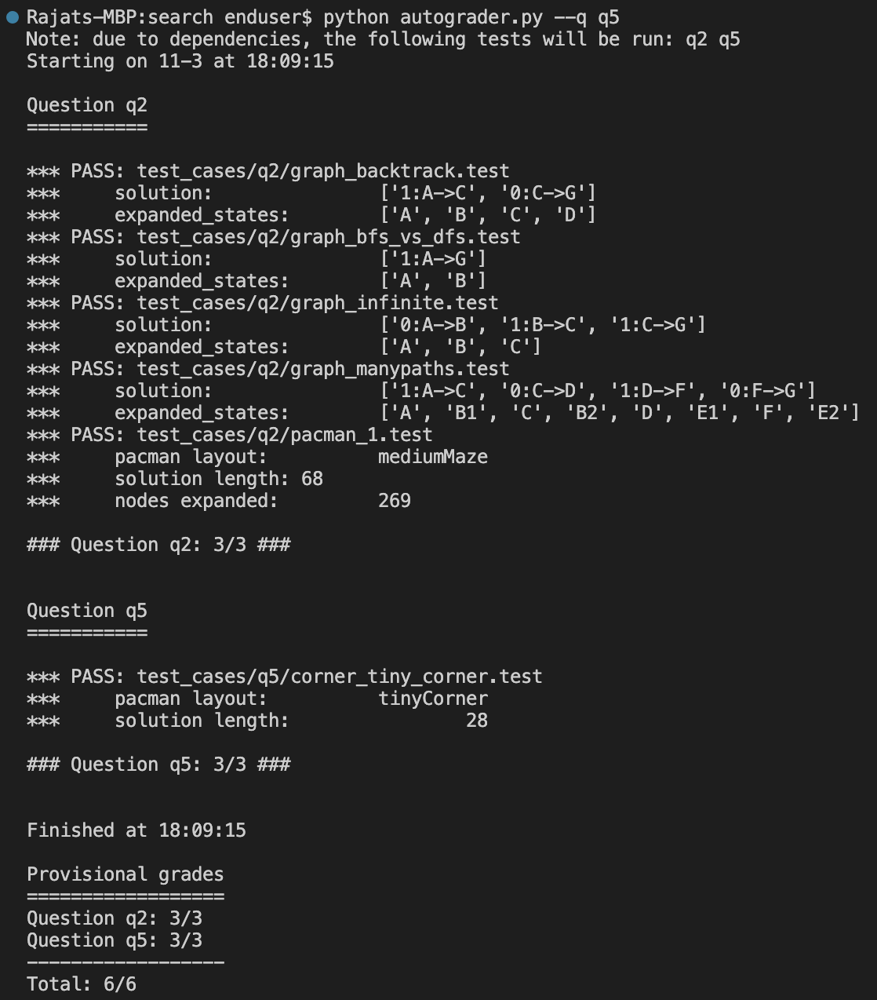 Rajats-MBP:search enduser$ python autograder.py --q q5
Note: due to dependencies, the following tests will be run: q2 q5
Starting on 11-3 at 18:09:15
Question q2
===========
*** PASS: test_cases/q2/graph_backtrack.test
***     solution:               ['1:A->C', '0:C->G']
***     expanded_states:        ['A', 'B', 'C', 'D']
*** PASS: test_cases/q2/graph_bfs_vs_dfs.test
***     solution:               ['1:A->G']
***     expanded_states:        ['A', 'B']
*** PASS: test_cases/q2/graph_infinite.test
***     solution:               ['0:A->B', '1:B->C', '1:C->G']
***     expanded_states:        ['A', 'B', 'C']
*** PASS: test_cases/q2/graph_manypaths.test
***     solution:               ['1:A->C', '0:C->D', '1:D->F', '0:F->G']
***     expanded_states:        ['A', 'B1', 'C', 'B2', 'D', 'E1', 'F', 'E2']
*** PASS: test_cases/q2/pacman_1.test
***     pacman layout:          mediumMaze
***     solution length: 68
***     nodes expanded:         269
### Question q2: 3/3 ###
Question q5
===========
*** PASS: test_cases/q5/corner_tiny_corner.test
***     pacman layout:          tinyCorner
***     solution length:                28
### Question q5: 3/3 ###
Finished at 18:09:15
Provisional grades
==================
Question q2: 3/3
Question q5: 3/3
------------------
Total: 6/6